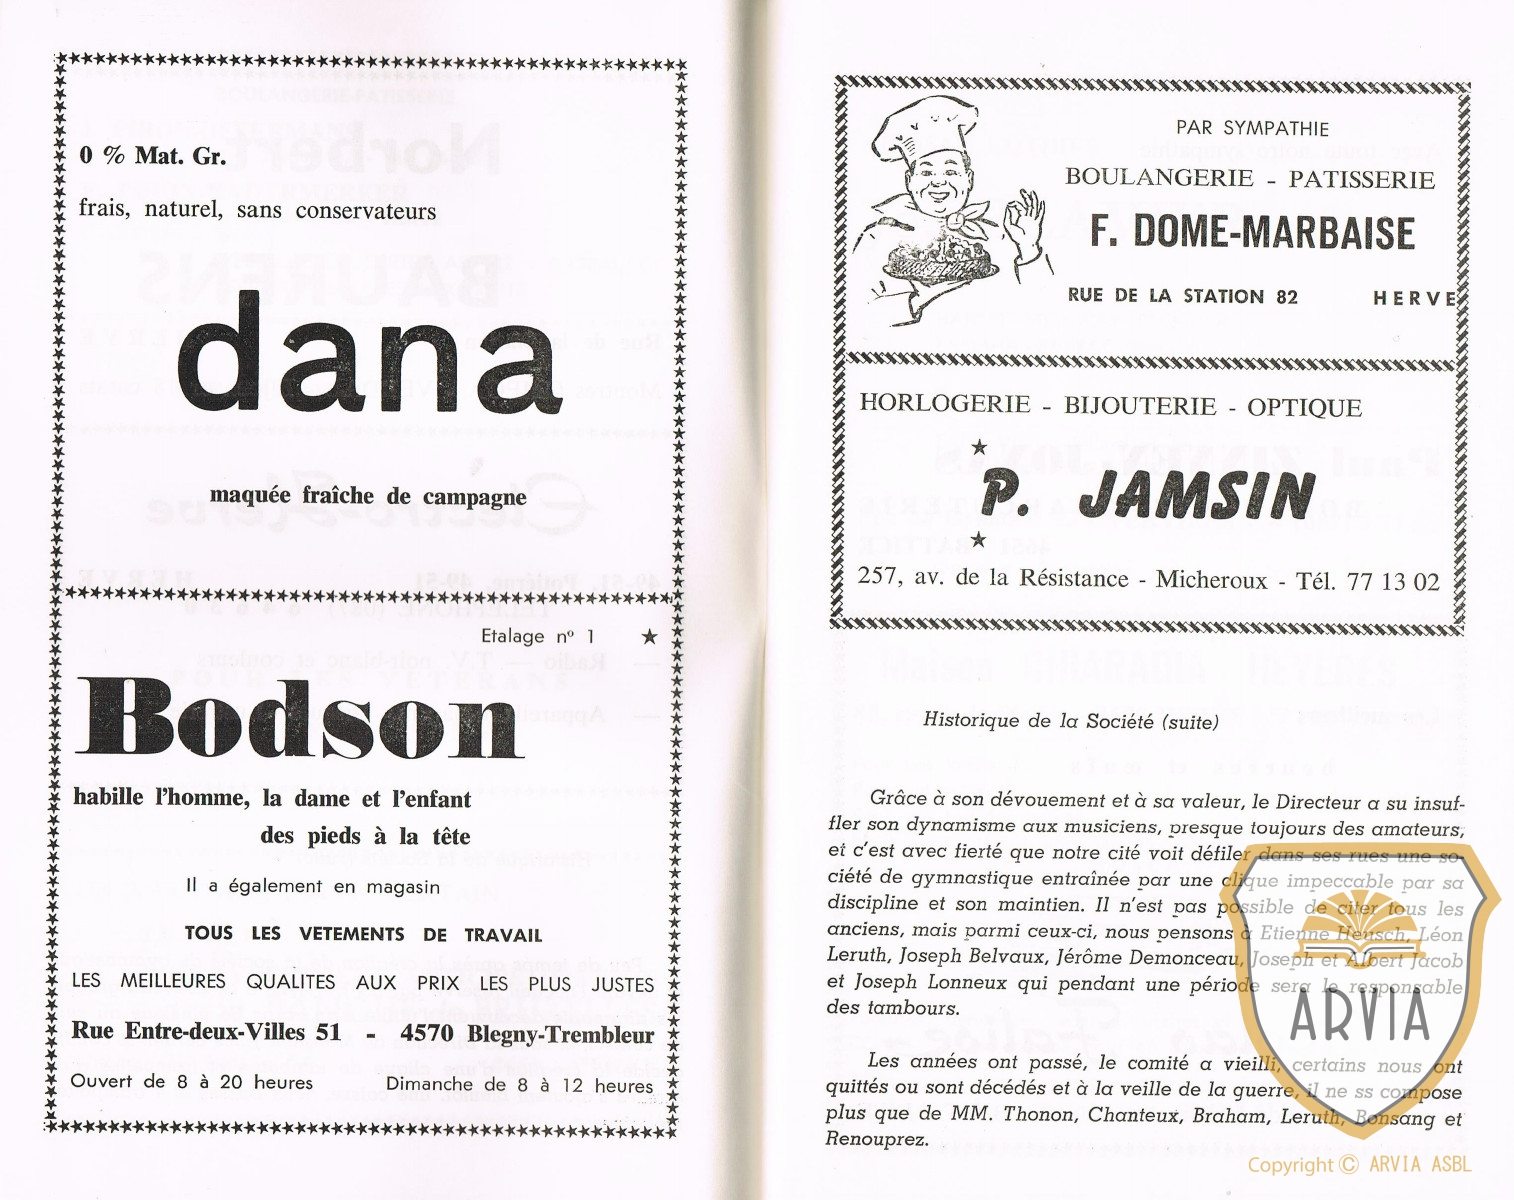 0 % Mat. Gr.
frais, naturel, sans conservateurs
dana
maquée fraîche de campagne
Etalage nº 1 ★
Bodson
habille l'homme, la dame et l'enfant
des pieds à la tête
Il a également en magasin
TOUS LES VETEMENTS DE TRAVAIL
LES MEILLEURES QUALITES AUX PRIX LES PLUS JUSTES
Rue Entre-deux-Villes 51 - 4570 Blegny-Trembleur
Ouvert de 8 à 20 heures Dimanche de 8 à 12 heures
PAR SYMPATHIE
BOULANGERIE - PATISSERIE
F. DOME-MARBAISE
RUE DE LA STATION 82 HERVE
HORLOGERIE - BIJOUTERIE - OPTIQUE
★
P. JAMSIN
★
257, av. de la Résistance - Micheroux - Tél. 77 13 02
Historique de la Société (suite)
Grâce à son dévouement et à sa valeur, le Directeur a su insuf-
fler son dynamisme aux musiciens, presque toujours des amateurs,
et c'est avec fierté que notre cité voit défiler dans ses rues une so-
ciété de gymnastique entraînée par une clique impeccable par sa
discipline et son maintien. Il n'est pas possible de citer tous les
anciens, mais parmi ceux-ci, nous pensons à Etienne Heusch, Léon
Leruth, Joseph Belvaux, Jérôme Demonceau, Joseph et Albert Jacob
et Joseph Lonneux qui pendant une période sera le responsable
des tambours.
Les années ont passé, le comité a vieilli, certains nous ont
quittés ou sont décédés et à la veille de la guerre, il ne ss compose
plus que de MM. Thonon, Chanteux, Braham, Leruth, Bonsang et
Renouprez.
ARVIA
Copyright © ARVIA ASBL